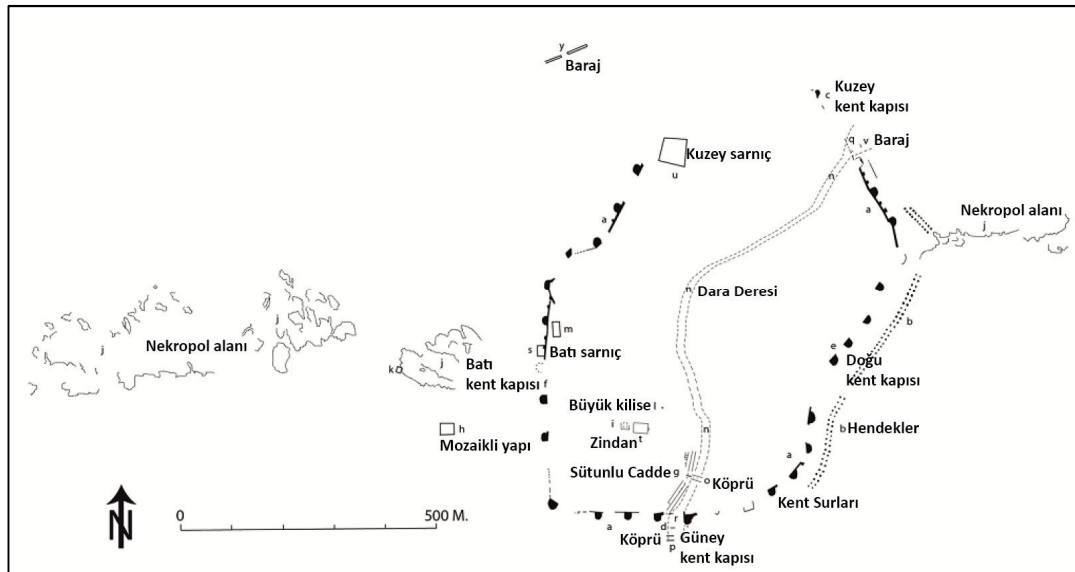 y
Baraj
c
Kuzey
kent kapısı
q v
Baraj
Kuzey sarnıç
u
n
a
a
Nekropol alanı
j
n
Dara Deresi
b
j
j
Nekropol alanı
m
s
Batı sarnıç
j
k
Batı
kent kapısı
f
e
Doğu
kent kapısı
Büyük kilise
h
Mozaikli yapı
i
Zindan
t
n
b
Hendekler
a
Sütunlu Cadde
g
o
Köprü
Kent Surları
N
0
500 M.
a
d
r
Köprü
p
Güney
kent kapısı